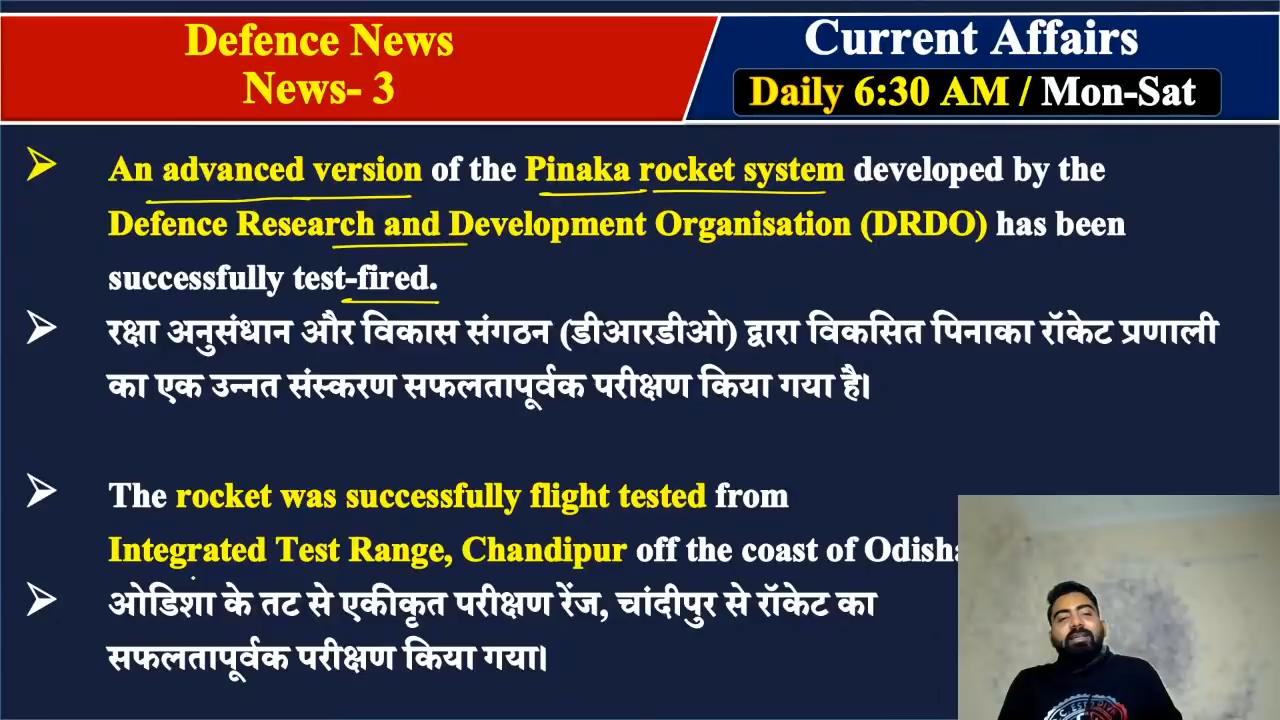 Defence News
News- 3
Current Affairs
Daily 6:30 AM / Mon-Sat
An advanced version of the Pinaka rocket system developed by the
Defence Research and Development Organisation (DRDO) has been
successfully test-fired.
रक्षा अनुसंधान और विकास संगठन (डीआरडीओ) द्वारा विकसित पिनाका रॉकेट प्रणाली
का एक उन्नत संस्करण सफलतापूर्वक परीक्षण किया गया है।
The rocket was successfully flight tested from
Integrated Test Range, Chandipur off the coast of Odisha
ओडिशा के तट से एकीकृत परीक्षण रेंज, चांदीपुर से रॉकेट का
सफलतापूर्वक परीक्षण किया गया।